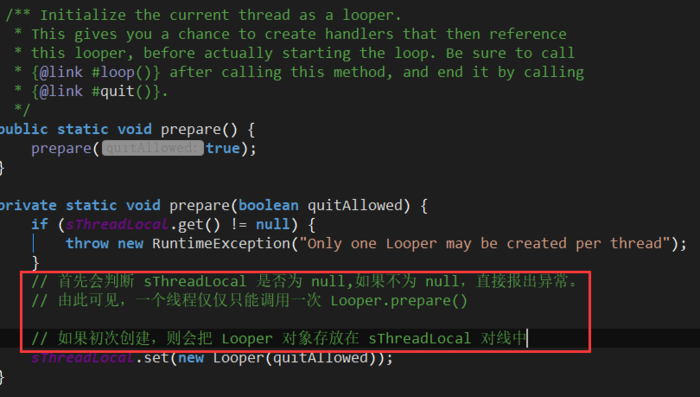 /** Initialize the current thread as a looper.
* This gives you a chance to create handlers that then reference
* this looper, before actually starting the loop. Be sure to call
* {@link #loop()} after calling this method, and end it by calling
* {@link #quit()}.
*/
public static void prepare() {
prepare( quitAllowed: true);
}
private static void prepare(boolean quitAllowed) {
if (sThreadLocal.get() != null) {
throw new RuntimeException("Only one Looper may be created per thread");
}
// 首先会判断 sThreadLocal 是否为 null,如果不为 null，直接报出异常。
// 由此可见，一个线程仅仅只能调用一次 Looper.prepare()
// 如果初次创建，则会把 Looper 对象存放在 sThreadLocal 对线中
sThreadLocal.set(new Looper(quitAllowed));
}